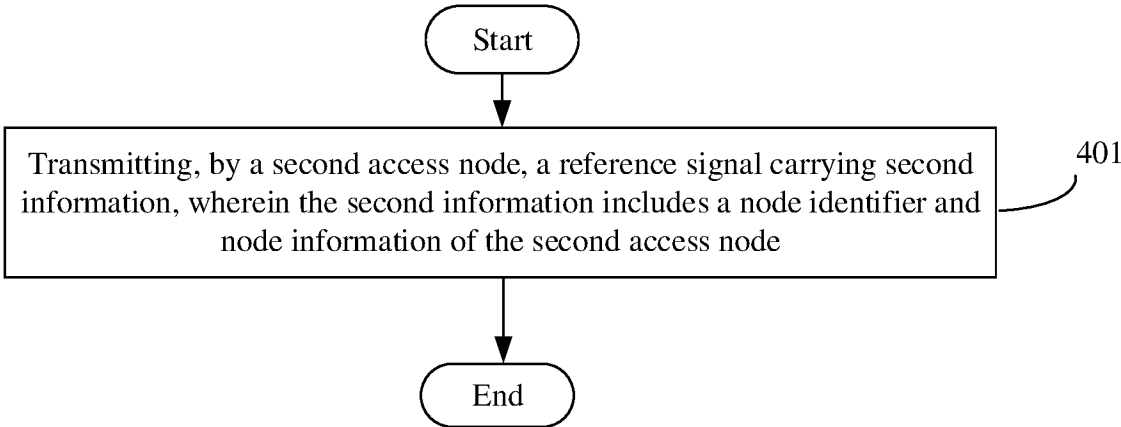 Start
Transmitting, by a second access node, a reference signal carrying second
information, wherein the second information includes a node identifier and
node information of the second access node
401
End